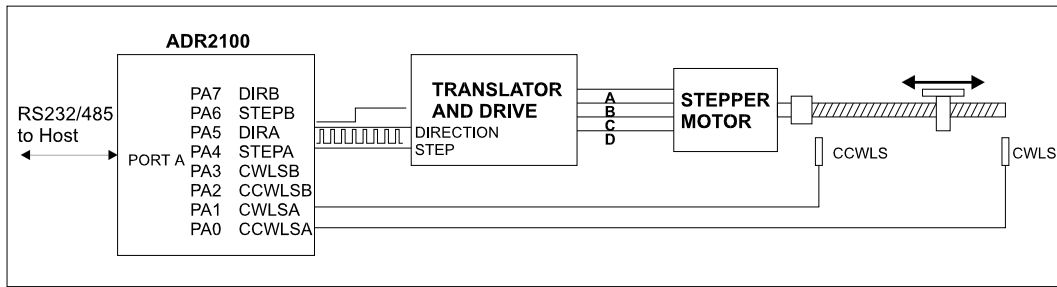 ADR2100
RS232/485
to Host
PORT A
PA7 DIRB
PA6 STEPB
PA5 DIRA
PA4 STEPA
PA3 CWLSB
PA2 CCWLSB
PA1 CWLSA
PA0 CCWLSA
TRANSLATOR
AND DRIVE
DIRECTION
STEP
A
B
C
D
STEPPER
MOTOR
CCWLS
CWLS